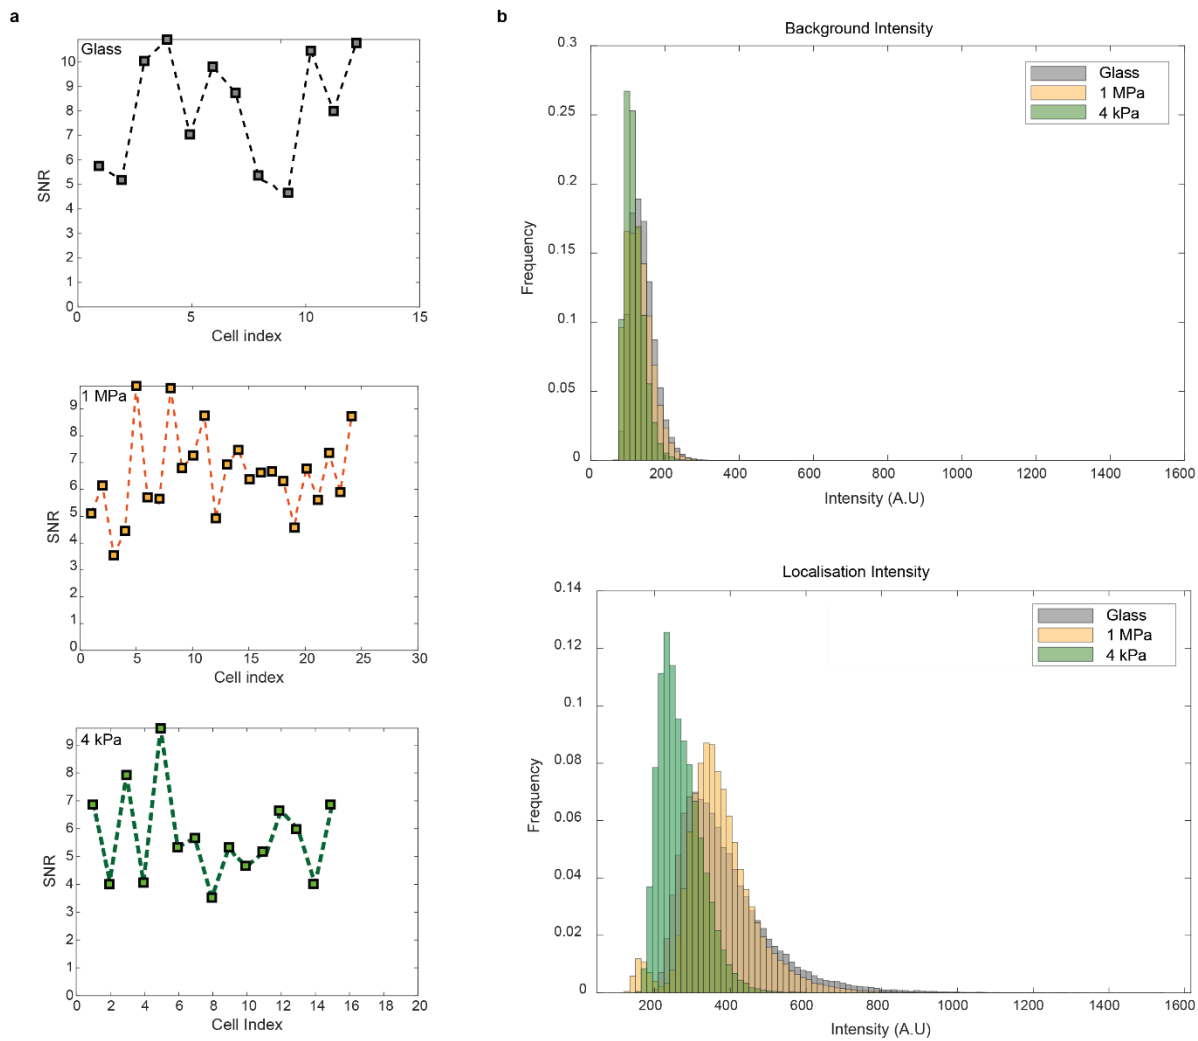 a
Glass
10
9
8
7
6
5
4
3
2
1
0
SNR
0 5 10 15
Cell index
1 MPa
9
8
7
6
5
4
3
2
1
0
SNR
0 5 10 15 20 25 30
Cell index
4 kPa
9
8
7
6
5
4
3
2
1
0
SNR
0 2 4 6 8 10 12 14 16 18 20
Cell Index
b
Background Intensity
0.3
0.25
0.2
0.15
0.1
0.05
0
Frequency
Glass
1 MPa
4 kPa
0 200 400 600 800 1000 1200 1400 1600
Intensity (A.U)
Localisation Intensity
0.14
0.12
0.1
0.08
0.06
0.04
0.02
0
Frequency
Glass
1 MPa
4 kPa
200 400 600 800 1000 1200 1400 1600
Intensity (A.U)